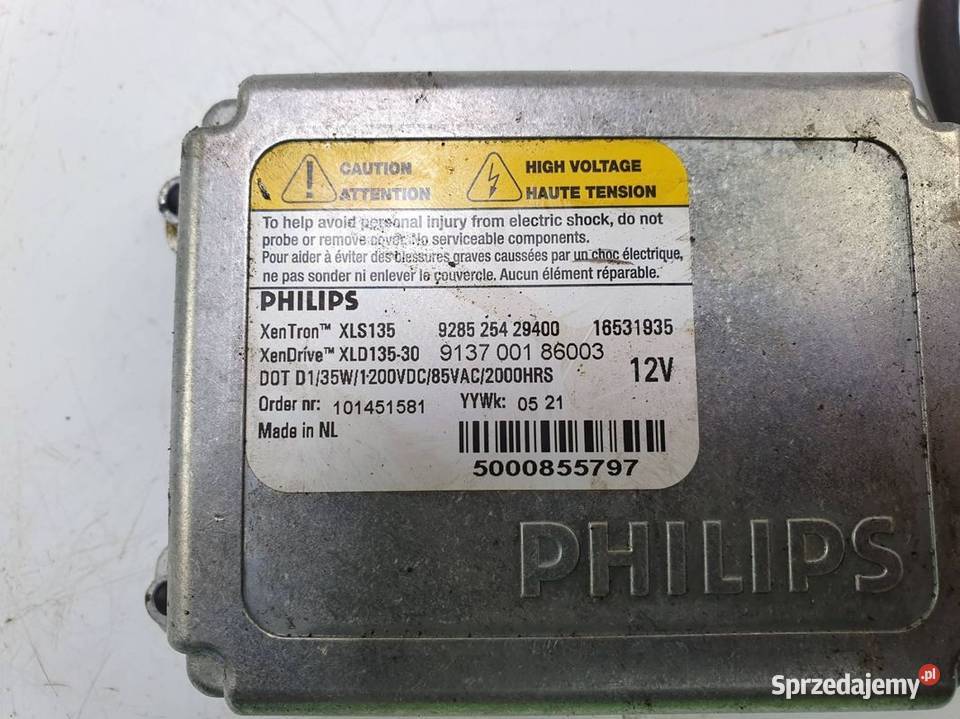 CAUTION
ATTENTION
HIGH VOLTAGE
HAUTE TENSION
To help avoid personal injury from electric shock, do not
probe or remove cover. No serviceable components.
Pour aider à éviter des blessures graves causées par un choc électrique,
ne pas sonder ni enlever le couvercle. Aucun élément réparable.
PHILIPS
XenTron™ XLS135 9285 254 29400 16531935
XenDrive™ XLD135-30 9137 001 86003
DOT D1/35W/1200VDC/85VAC/2000HRS 12V
Order nr: 101451581 YYWk: 05 21
Made in NL
5000855797
PHILIPS
Sprzedajemy.pl